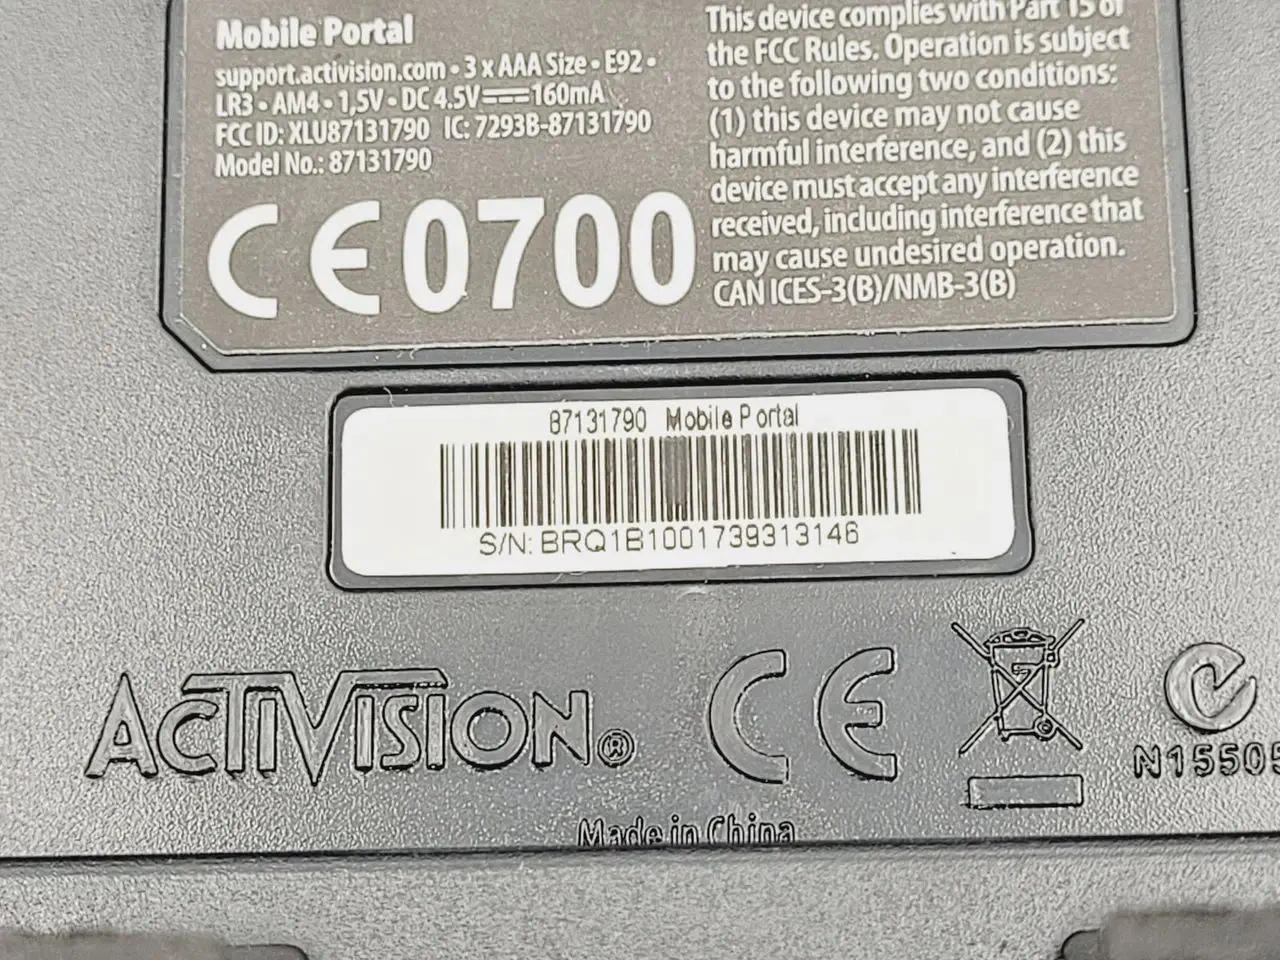 Mobile Portal
support.activision.com • 3 x AAA Size • E92 •
LR3 • AM4 • 1,5V • DC 4.5V⎓160mA
FCC ID: XLU87131790 IC: 7293B-87131790
Model No.: 87131790
CE0700
This device complies with Part 15 of
the FCC Rules. Operation is subject
to the following two conditions:
(1) this device may not cause
harmful interference, and (2) this
device must accept any interference
received, including interference that
may cause undesired operation.
CAN ICES-3(B)/NMB-3(B)
87131790 Mobile Portal
S/N: BRQ1B1001739313146
ACTIVISION®
CE
N15505
Made in China